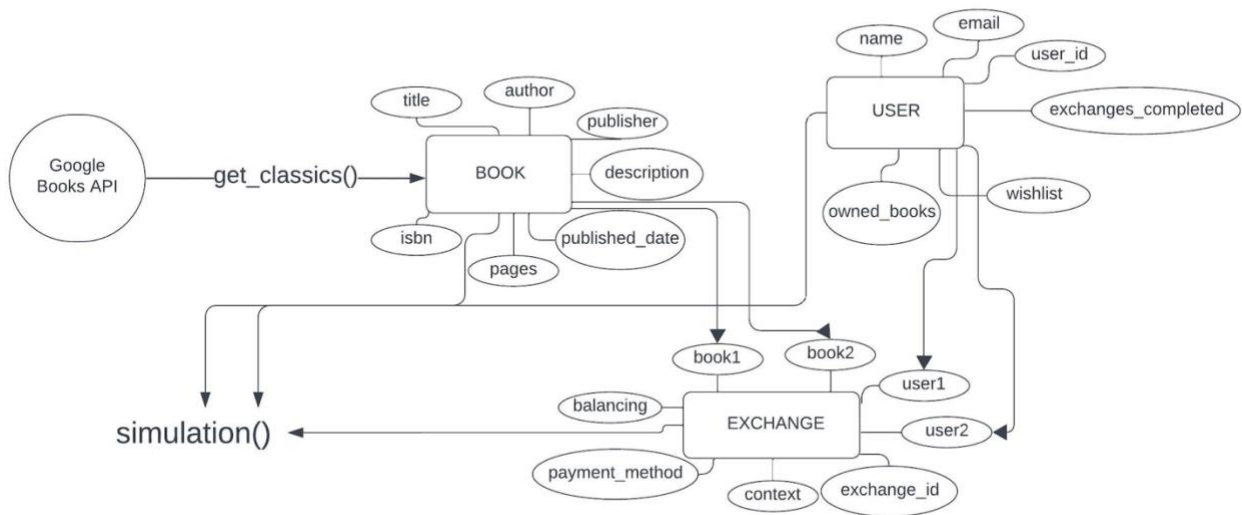 name
email
user_id
USER
exchanges_completed
owned_books
wishlist
title
author
publisher
Google
Books API
get_classics()
BOOK
description
isbn
published_date
pages
book1
book2
user1
balancing
EXCHANGE
user2
simulation()
payment_method
context
exchange_id